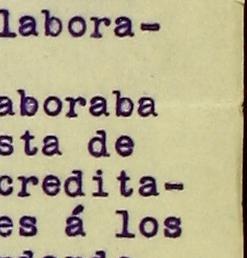 labora-
aboraba
sta de
credita-
es á los